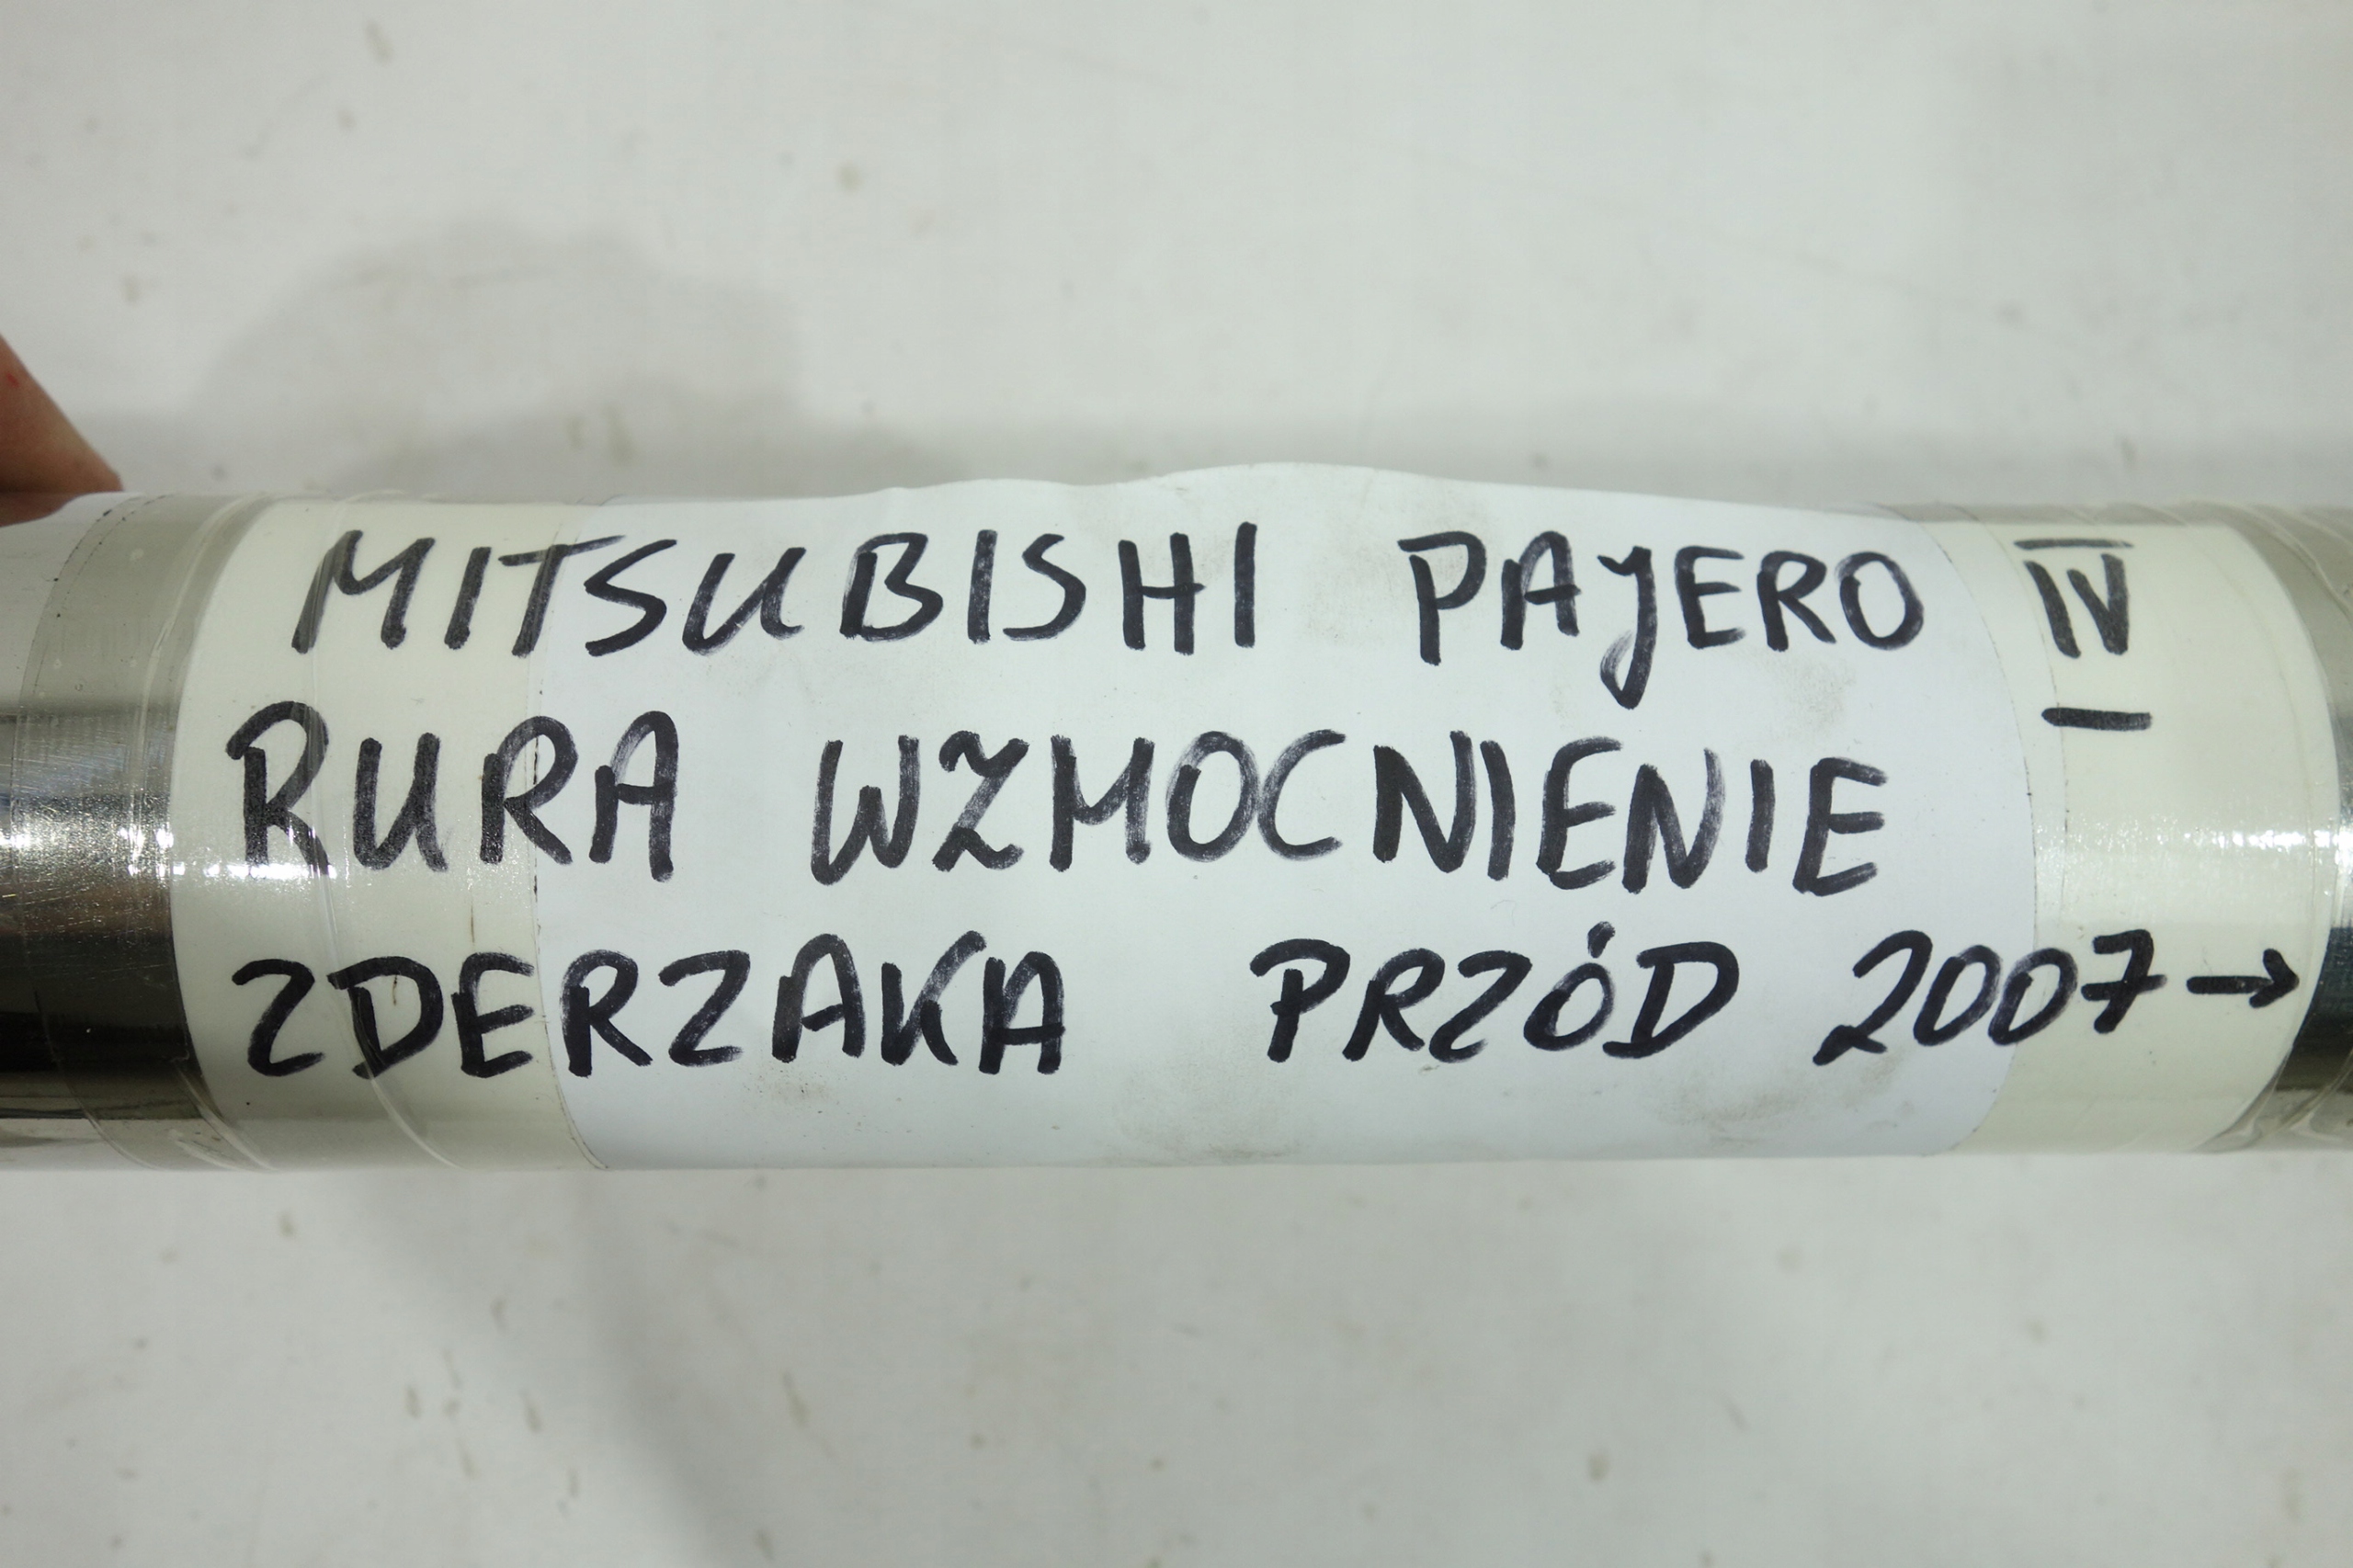 MITSUBISHI PAJERO IV
RURA WZMOCNIENIE
ZDERZAKA PRZÓD 2007→